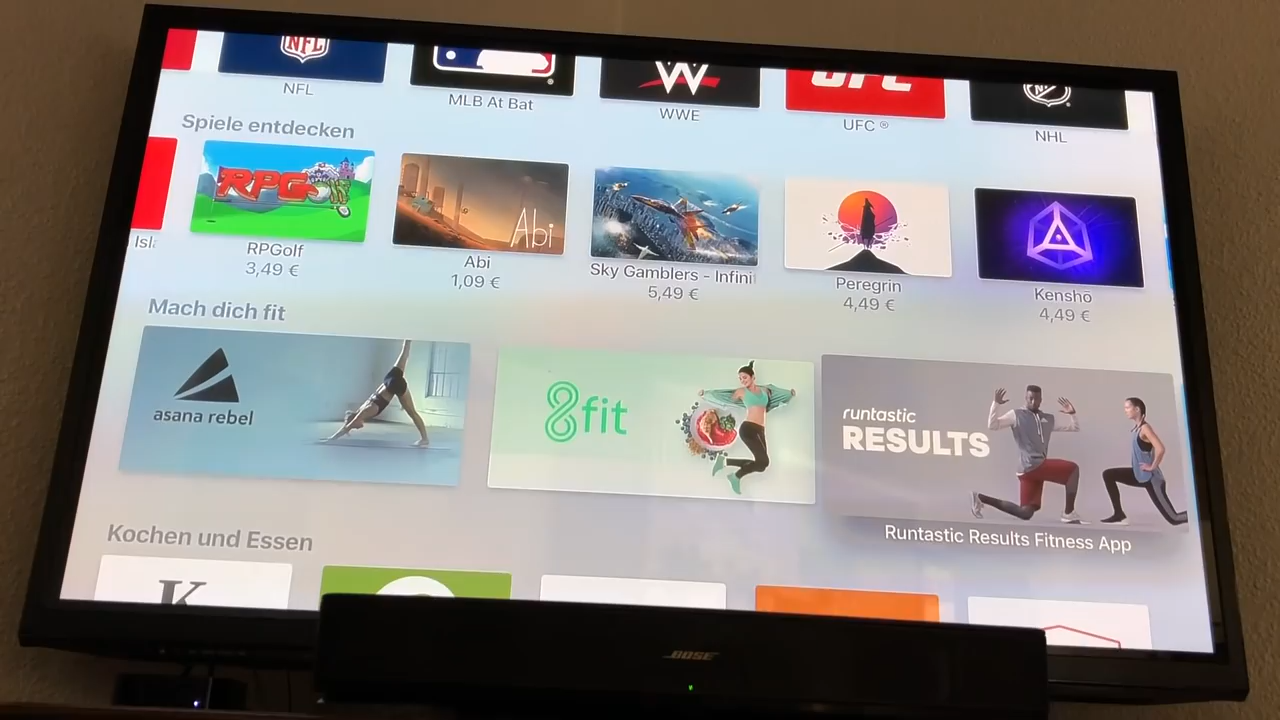 NFL
W
UFC
NFL
MLB At Bat
WWE
UFC ®
NHL
Spiele entdecken
RPGolf
Abi
RPGolf
3,49 €
Abi
1,09 €
Sky Gamblers - Infini
5,49 €
Peregrin
4,49 €
Kenshō
4,49 €
Mach dich fit
asana rebel
8fit
runtastic
RESULTS
Runtastic Results Fitness App
Kochen und Essen
K
BOSE